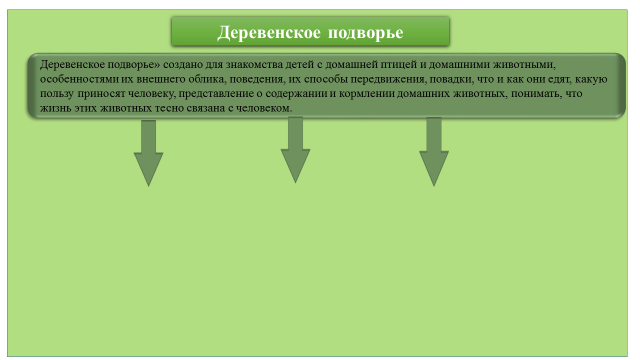 Деревенское подворье
Деревенское подворье» создано для знакомства детей с домашней птицей и домашними животными,
особенностями их внешнего облика, поведения, их способы передвижения, повадки, что и как они едят, какую
пользу приносят человеку, представление о содержании и кормлении домашних животных, понимать, что
жизнь этих животных тесно связана с человеком.